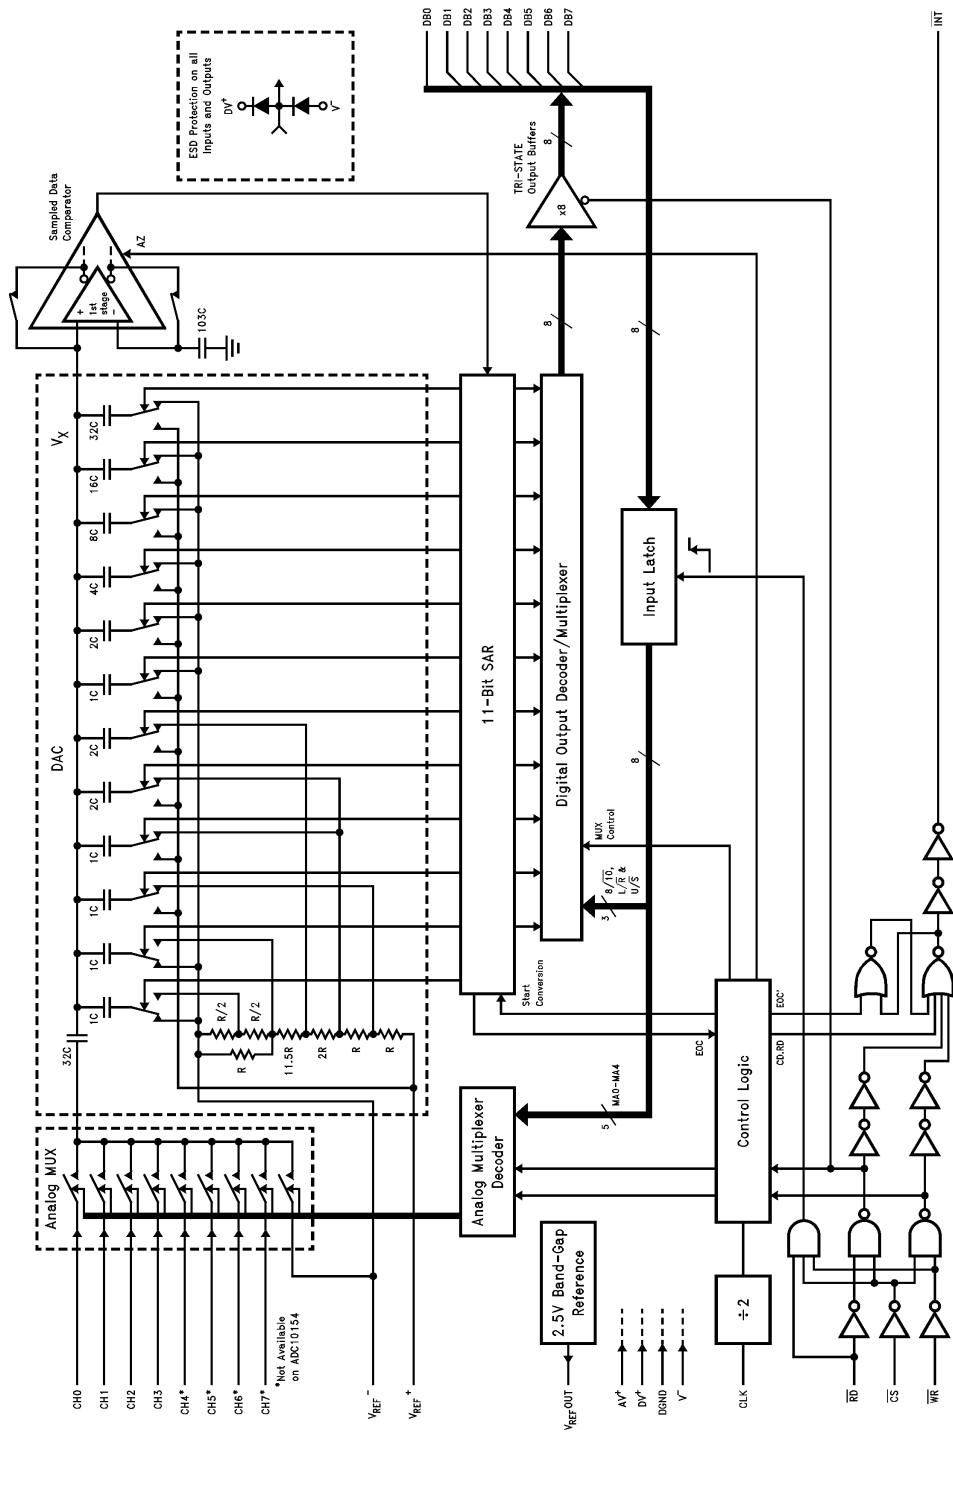 CH0
CH1
CH2
CH3
CH4*
CH5*
CH6*
CH7*
*Not Available
on ADC10154
VREF-
VREF+
Analog MUX
DAC
VX
32C
1C
1C
1C
1C
2C
2C
1C
2C
4C
8C
16C
32C
R/2
R/2
R
11.5R
2R
R
R
Sampled Data
Comparator
+
1st
stage
-
AZ
103C
ESD Protection on all
Inputs and Outputs
DV+
V-
DB0
DB1
DB2
DB3
DB4
DB5
DB6
DB7
TRI-STATE
Output Buffers
x8
8
8
8
8
11-Bit SAR
Digital Output Decoder/Multiplexer
Start
Conversion
EOC
MUX
Control
3
8/1̅0̅,
L/R̅ &
U/S̅
Input Latch
Analog Multiplexer
Decoder
5
MA0-MA4
2.5V Band-Gap
Reference
VREFOUT
AV+
DV+
DGND
V-
Control Logic
EOC'
CD.RD
÷2
CLK
R̅D̅
C̅S̅
W̅R̅
I̅N̅T̅